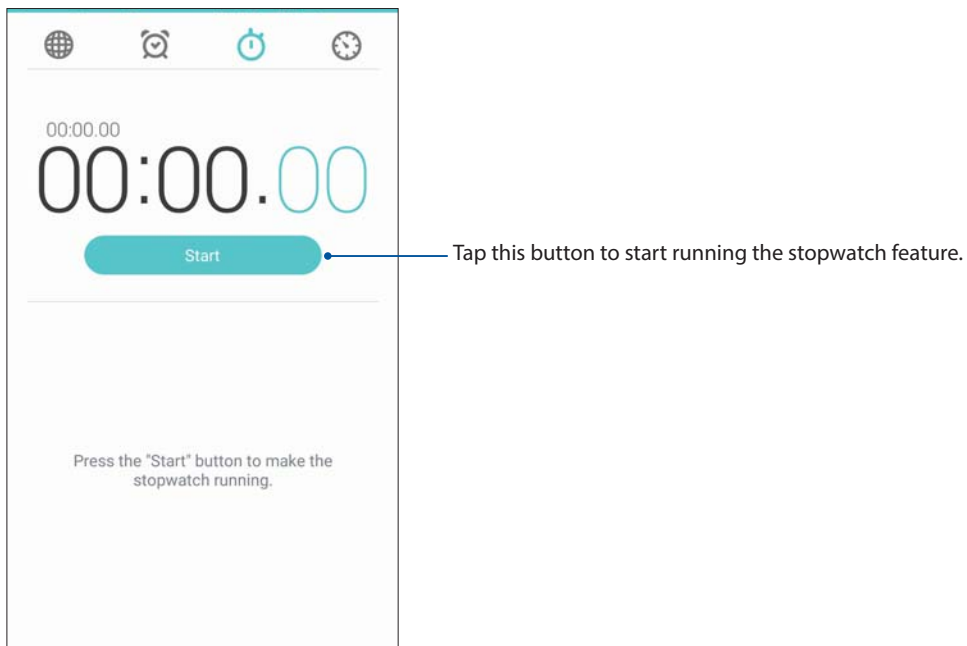 00:00.00
00:00.00
Start
Tap this button to start running the stopwatch feature.
Press the "Start" button to make the
stopwatch running.